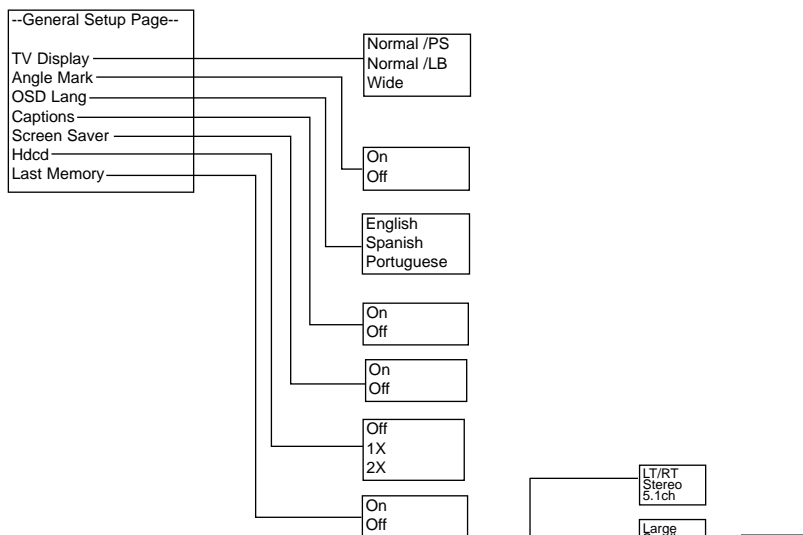 --General Setup Page--
TV Display
Angle Mark
OSD Lang
Captions
Screen Saver
Hdcd
Last Memory
Normal /PS
Normal /LB
Wide
On
Off
English
Spanish
Portuguese
On
Off
On
Off
Off
1X
2X
On
Off
LT/RT
Stereo
5.1ch
Large